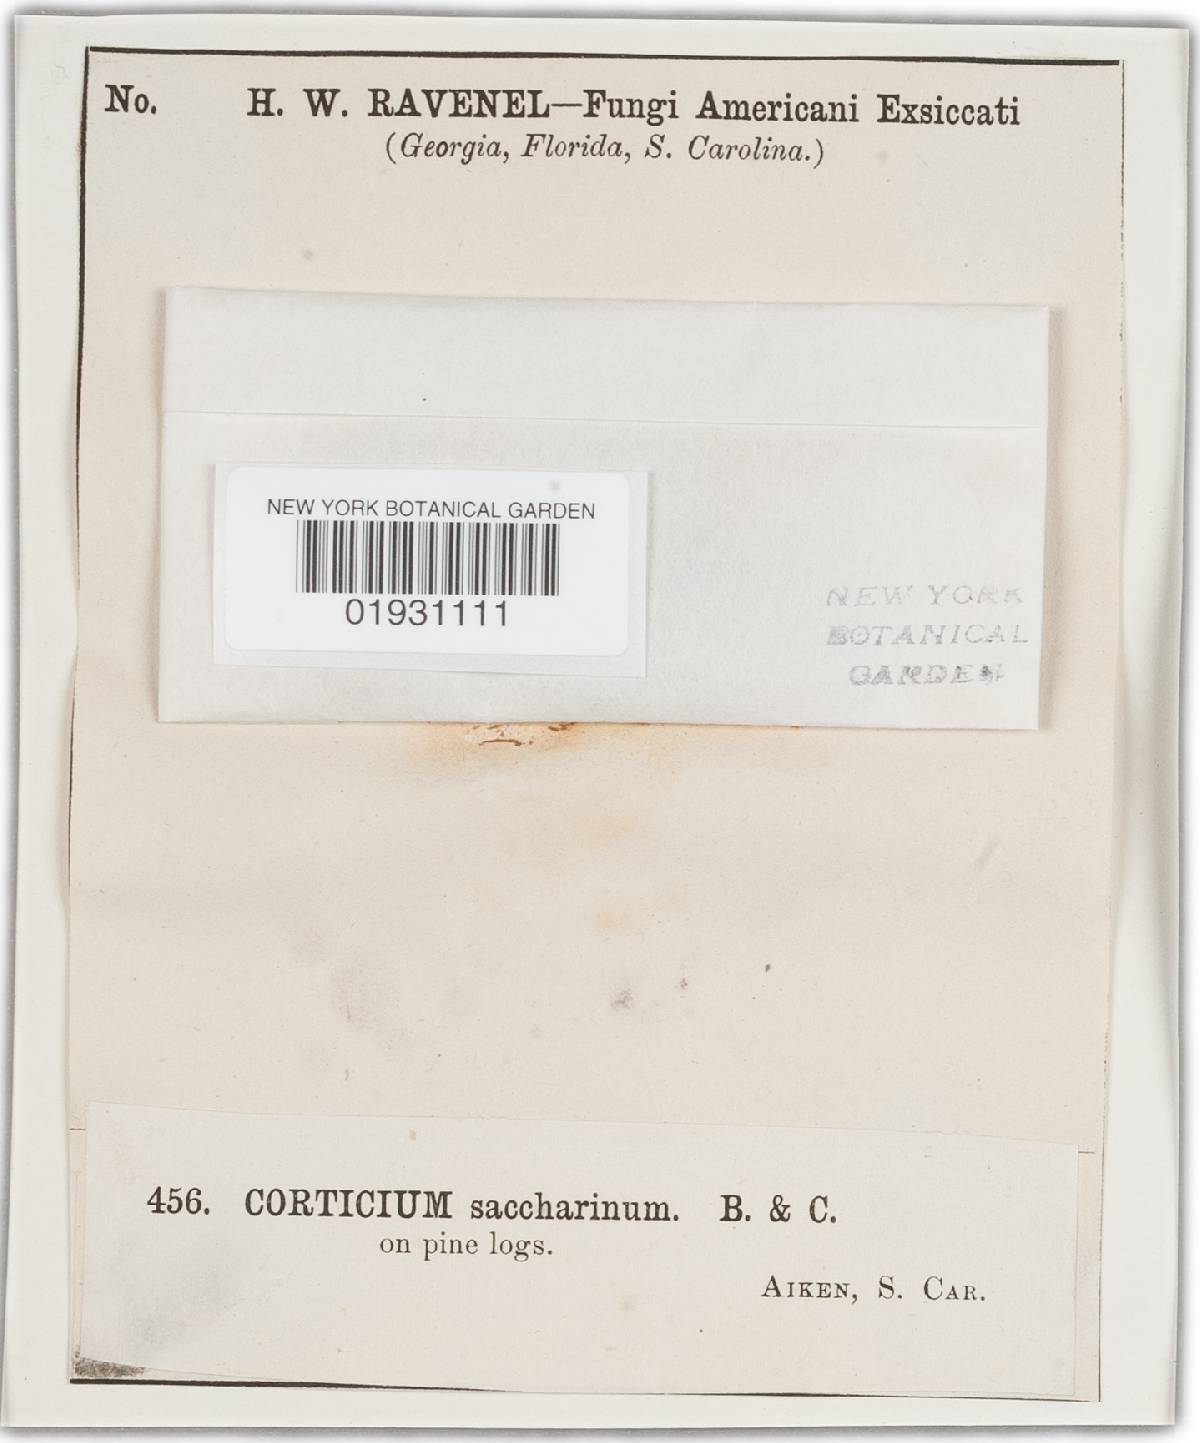 No. H. W. RAVENEL—Fungi Americani Exsiccati
(Georgia, Florida, S. Carolina.)
NEW YORK BOTANICAL GARDEN
01931111
NEW YORK
BOTANICAL
GARDEN
456. CORTICIUM saccharinum. B. & C.
on pine logs.
AIKEN, S. CAR.